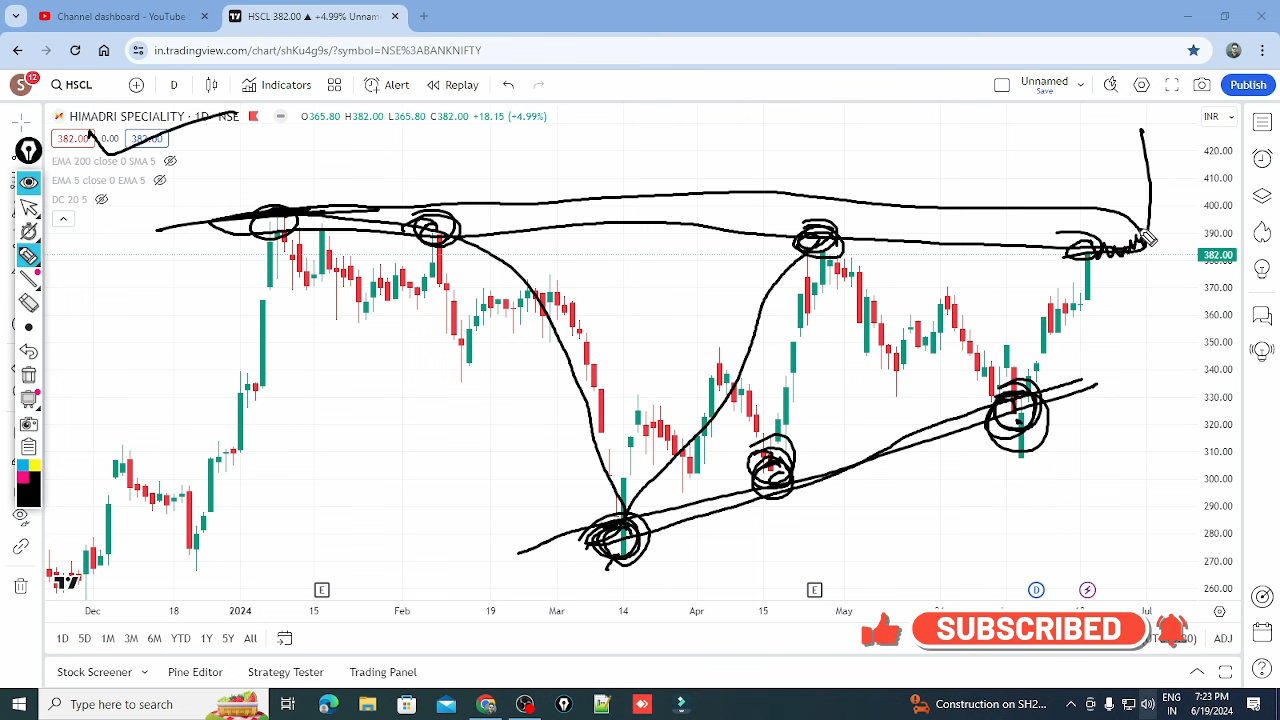 Channel dashboard - YouTube
HSCL 382.00 ▲ +4.99% Unnam
in.tradingview.com/chart/shKu4g9s/?symbol=NSE%3ABANKNIFTY
S 12 HSCL D Indicators Alert Replay Unnamed Save Publish
HIMADRI SPECIALITY · 1D · NSE O365.80 H382.00 L365.80 C382.00 +18.15 (+4.99%) INR
382.00 0.00 382.00
EMA 200 close 0 SMA 5
EMA 5 close 0 EMA 5
DC 20 5
420.00
410.00
400.00
390.00
382.00
380.00
370.00
360.00
350.00
340.00
330.00
320.00
310.00
300.00
290.00
280.00
270.00
260.00
E E D
Dec 18 2024 15 Feb 19 Mar 14 Apr 15 May Jul
1D 5D 1M 3M 6M YTD 1Y 5Y All ADJ
SUBSCRIBED
Stock Screener Pine Editor Strategy Tester Trading Panel
Type here to search
Construction on SH2...
ENG
IN
7:23 PM
6/19/2024